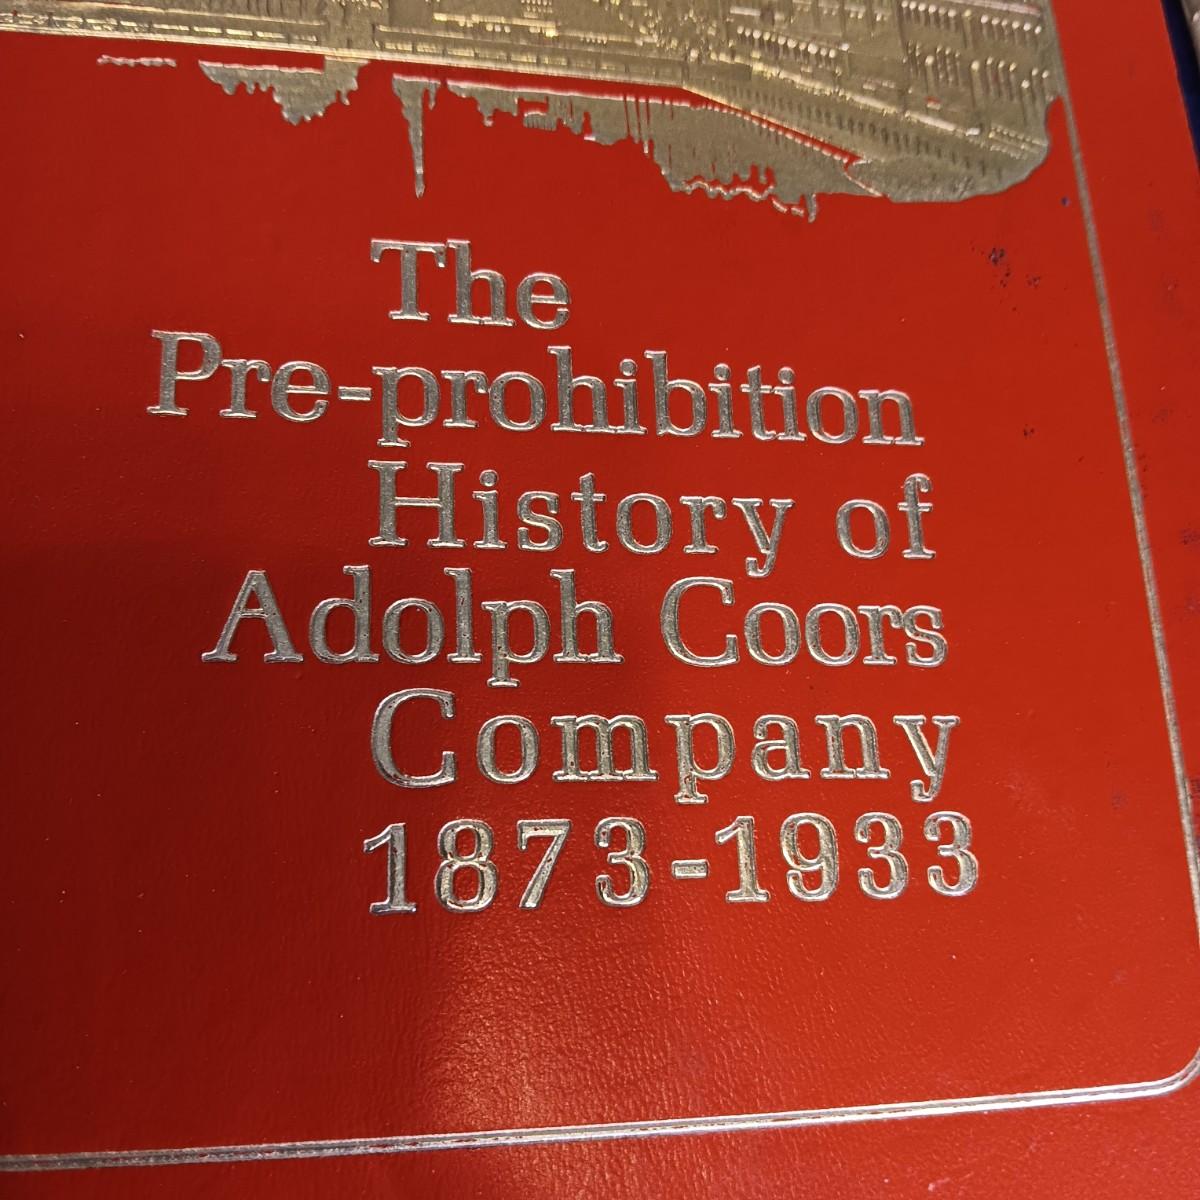 The
Pre-prohibition
History of
Adolph Coors
Company
1873-1933